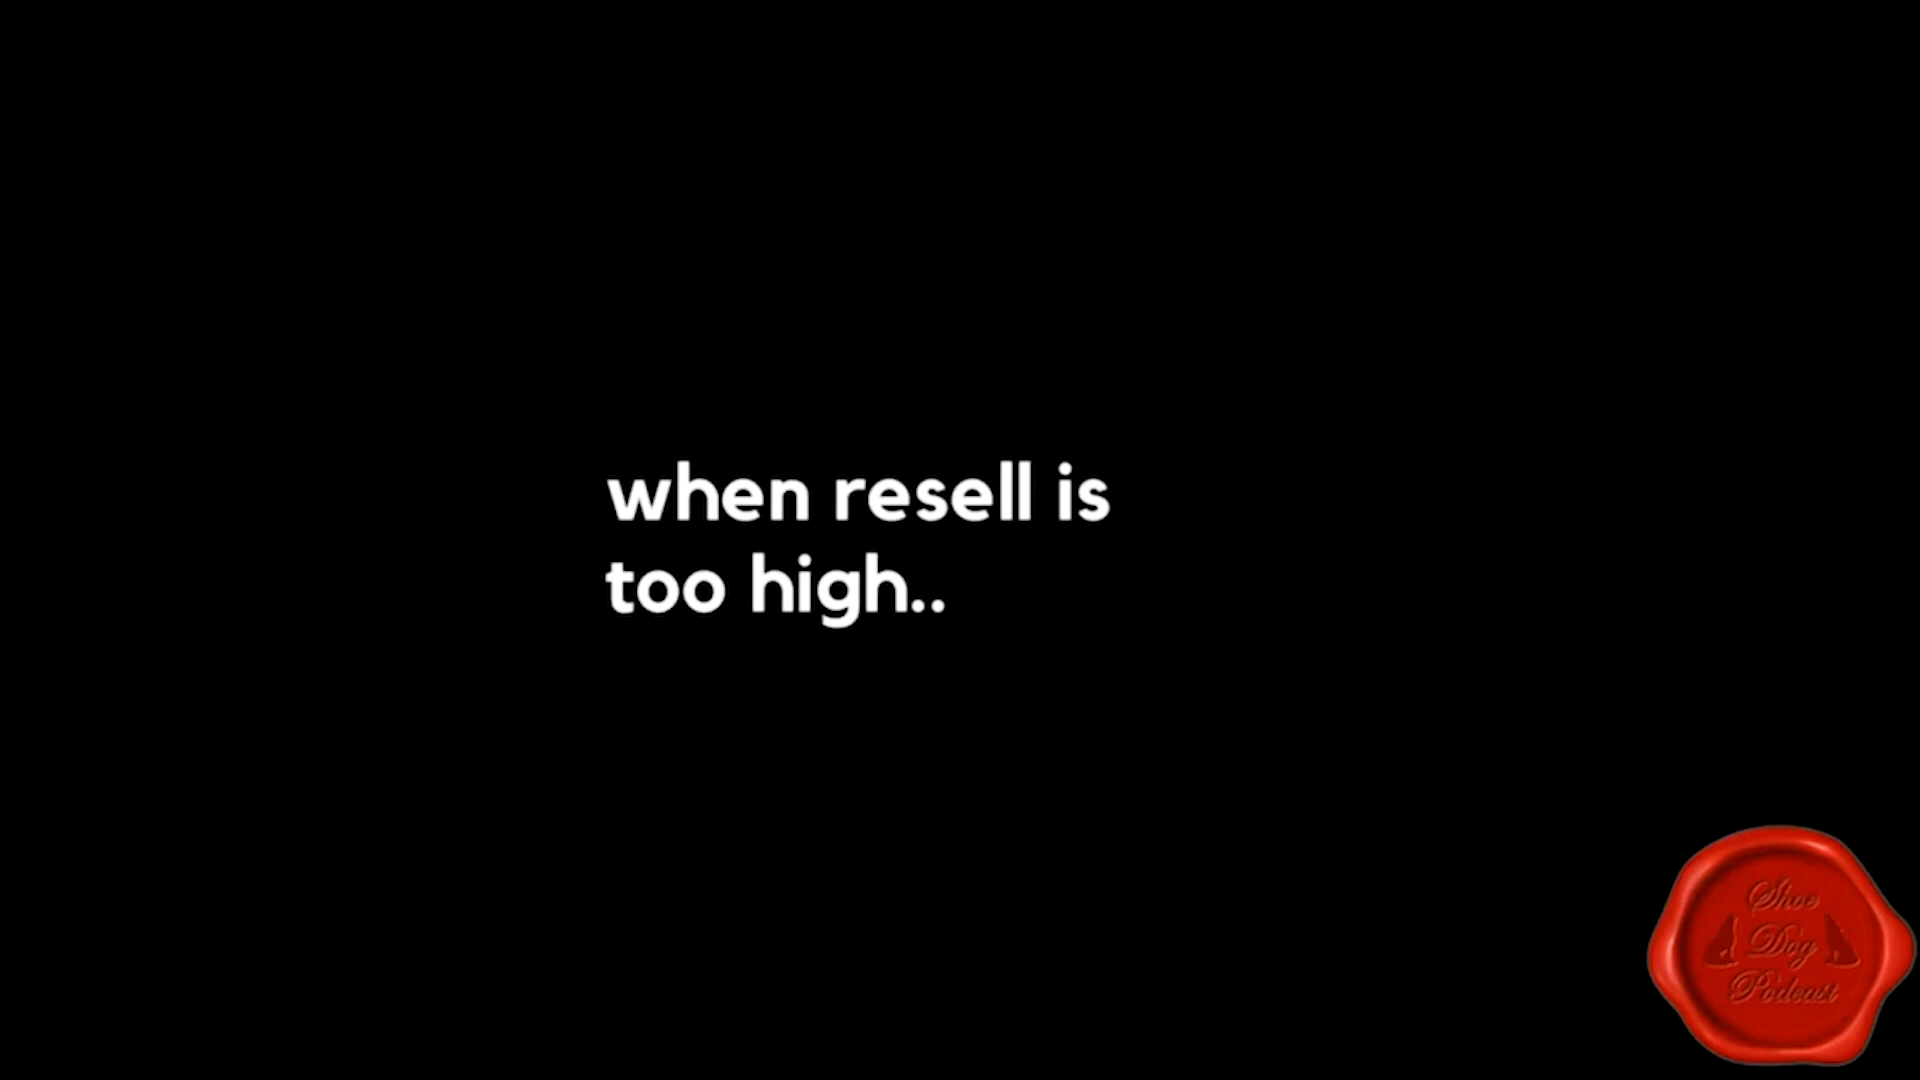 when resell is
too high..
Shoe
Dog
Podcast